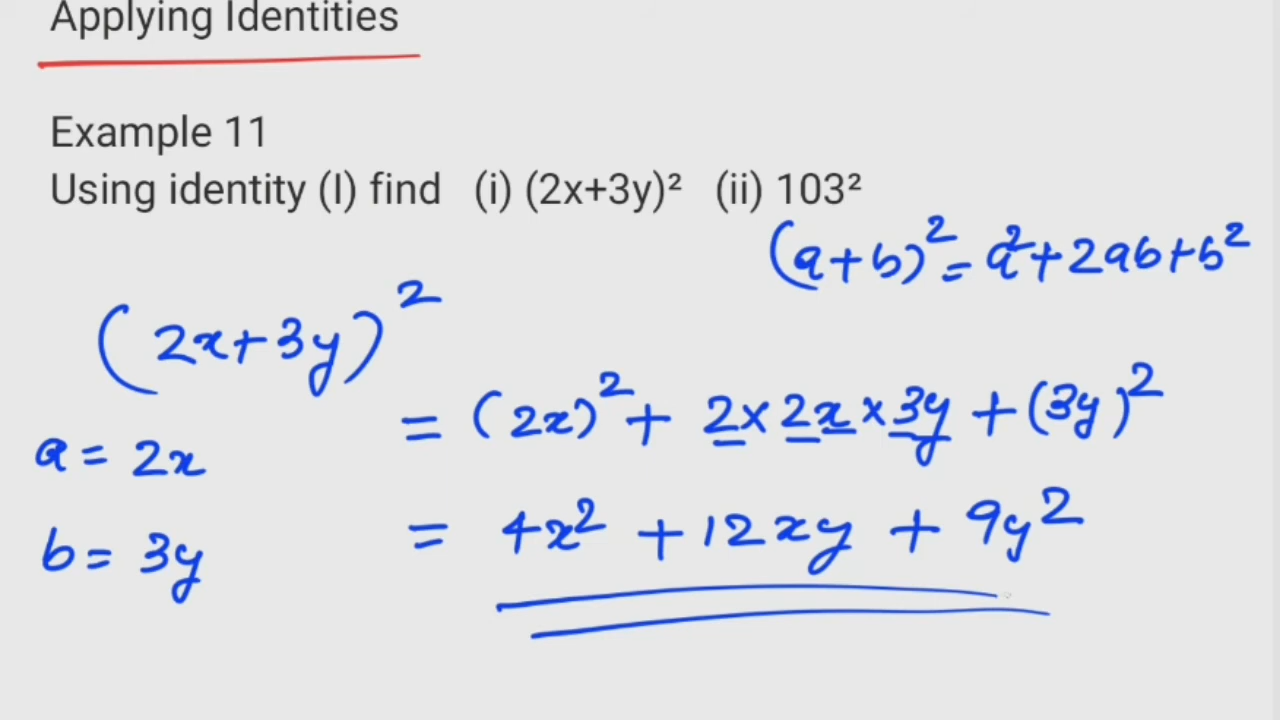 Applying Identities
Example 11
Using identity (I) find (i) (2x+3y)² (ii) 103²
(a+b)² = a²+2ab+b²
(2x+3y)²
= (2x)² + 2×2x×3y + (3y)²
a = 2x
= 4x² + 12xy + 9y²
b = 3y